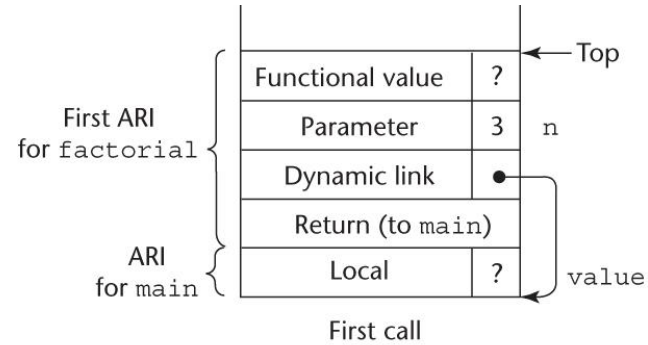 Top
Functional value ?
First ARI
for factorial
Parameter 3 n
Dynamic link
Return (to main)
ARI
for main
Local ? value
First call